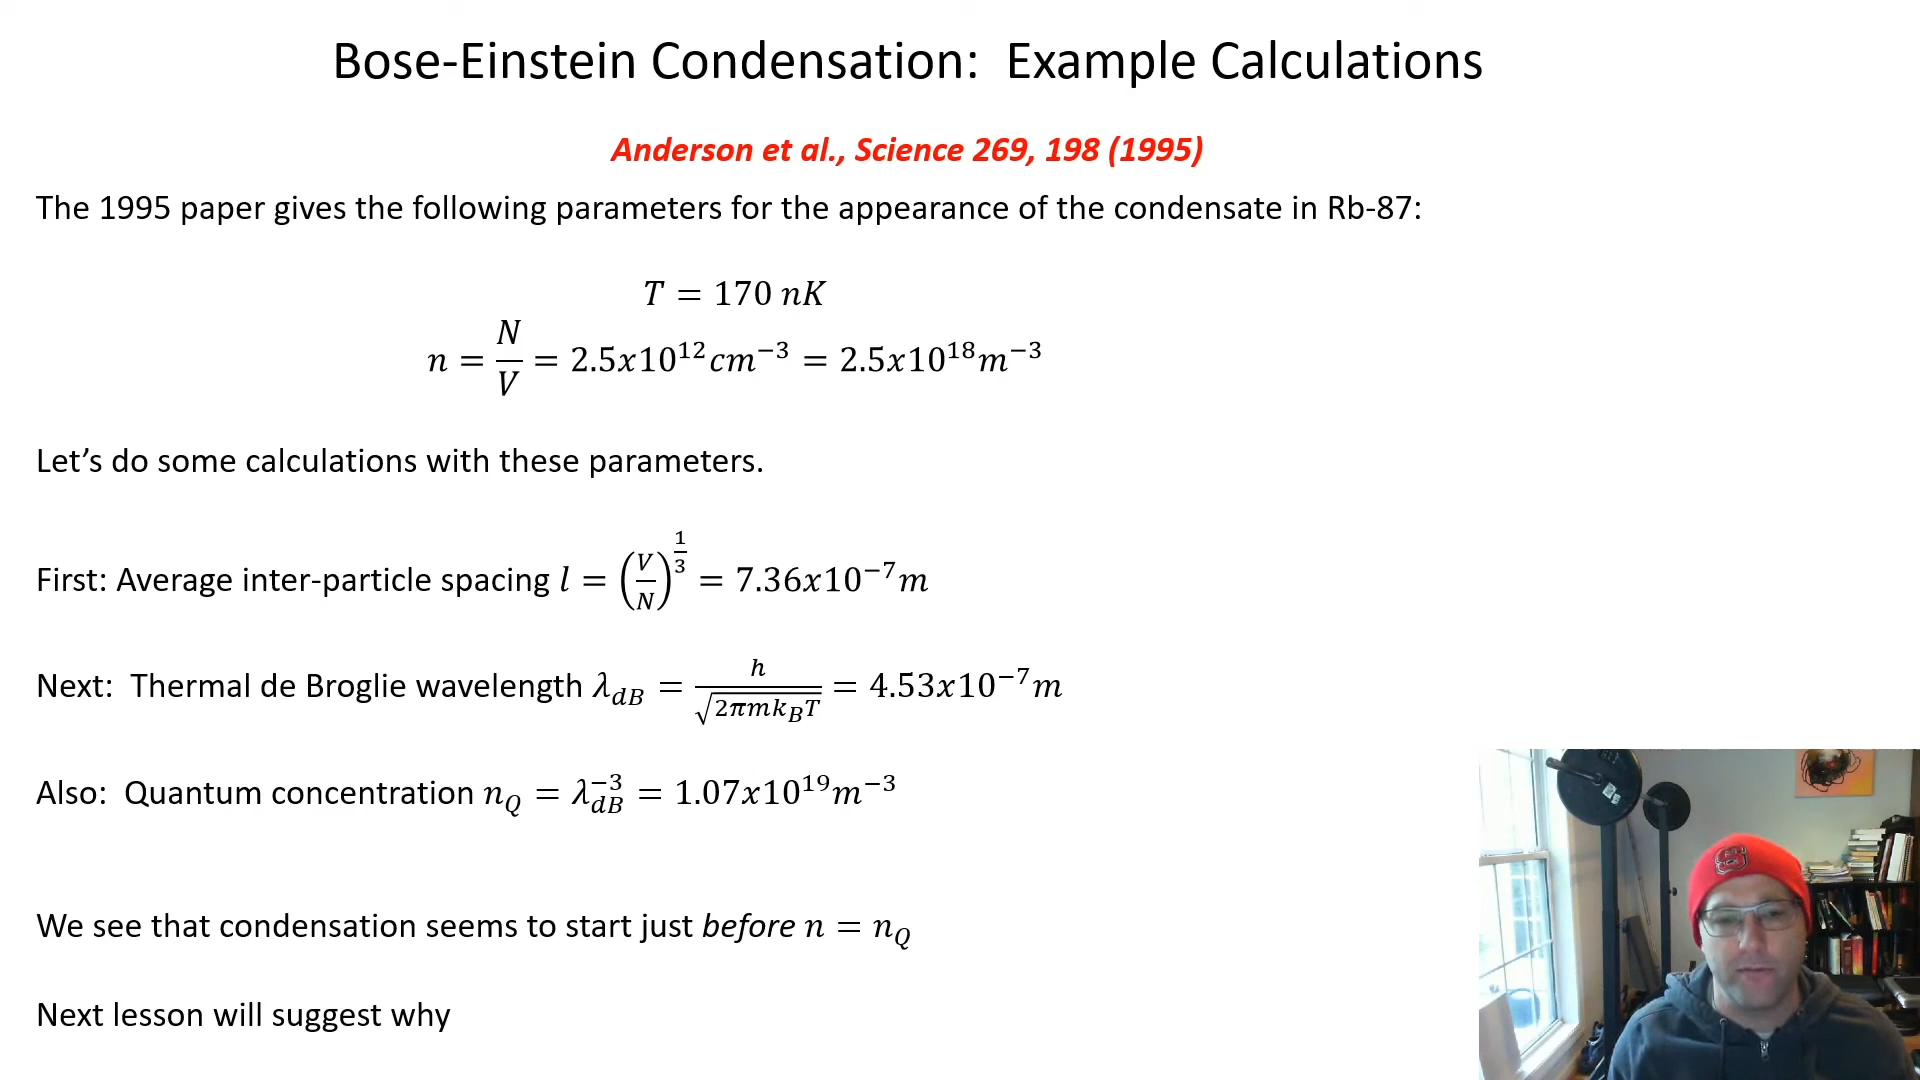 Bose-Einstein Condensation:  Example Calculations
Anderson et al., Science 269, 198 (1995)
The 1995 paper gives the following parameters for the appearance of the condensate in Rb-87:
T = 170 nK
n = N/V = 2.5x10^12 cm^−3 = 2.5x10^18 m^−3
Let’s do some calculations with these parameters.
First: Average inter-particle spacing l = (V/N)^(1/3) = 7.36x10^−7 m
Next:  Thermal de Broglie wavelength λ_dB = h/√(2πmk_BT) = 4.53x10^−7 m
Also:  Quantum concentration n_Q = λ_dB^−3 = 1.07x10^19 m^−3
We see that condensation seems to start just before n = n_Q
Next lesson will suggest why